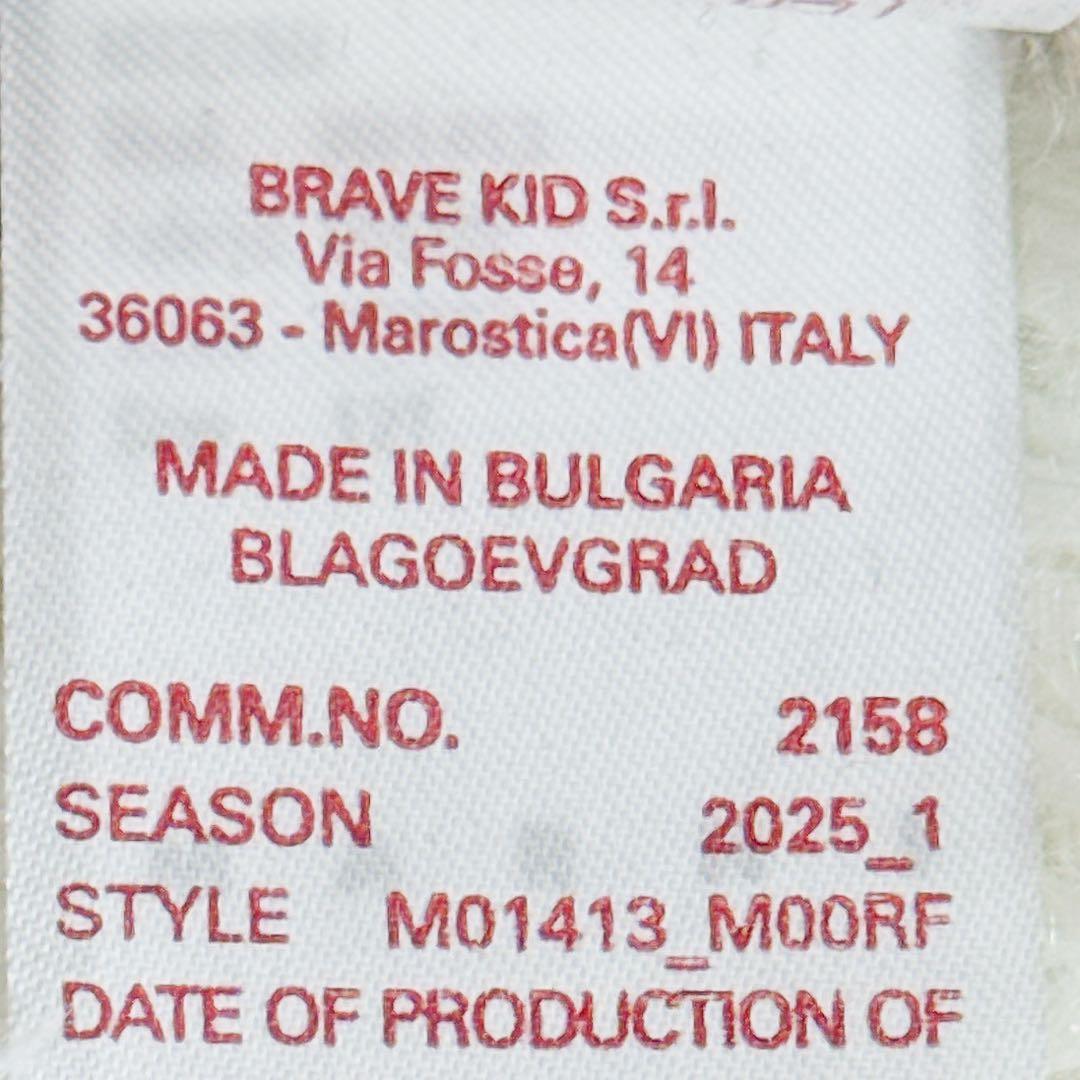 BRAVE KID S.r.l.
Via Fosse, 14
36063 - Marostica(VI) ITALY
MADE IN BULGARIA
BLAGOEVGRAD
COMM.NO. 2158
SEASON 2025_1
STYLE M01413_M00RF
DATE OF PRODUCTION OF